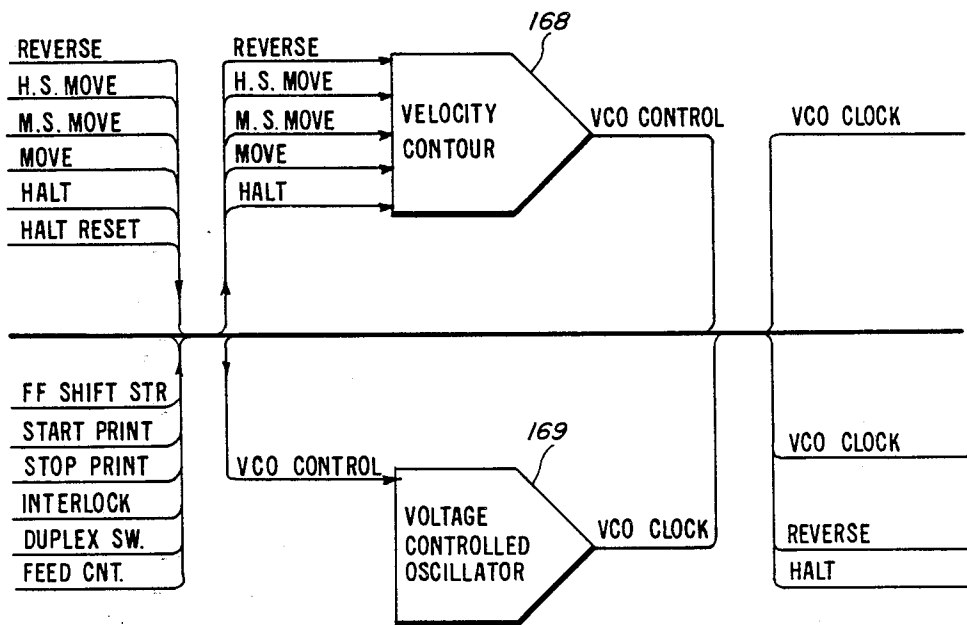 REVERSE
H.S. MOVE
M.S. MOVE
MOVE
HALT
HALT RESET
REVERSE
H.S. MOVE
M.S. MOVE
MOVE
HALT
168
VELOCITY
CONTOUR
VCO CONTROL
VCO CLOCK
FF SHIFT STR
START PRINT
STOP PRINT
INTERLOCK
DUPLEX SW.
FEED CNT.
VCO CONTROL
169
VOLTAGE
CONTROLLED
OSCILLATOR
VCO CLOCK
VCO CLOCK
REVERSE
HALT